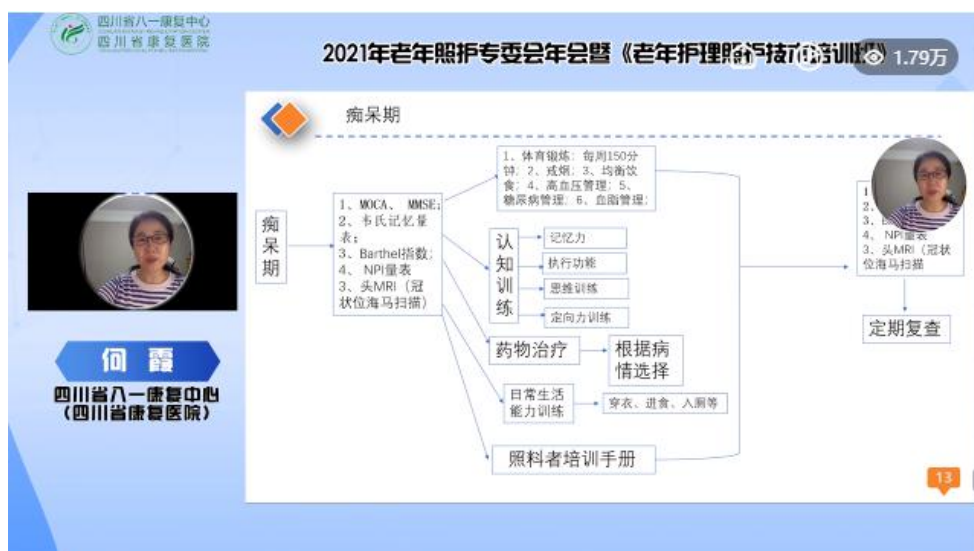 四川省八一康复中心
四川省康复医院
2021年老年照护专委会年会暨《老年护理照护技术培训班》
1.79万
痴呆期
痴
呆
期
1、MOCA、 MMSE;
2、韦氏记忆量
表;
3、Barthel指数;
4、 NPI量表
3、头MRI（冠
状位海马扫描）
1、体育锻炼: 每周150分
钟; 2、戒烟; 3、均衡饮
食; 4、高血压管理; 5、
糖尿病管理; 6、血脂管理;
认
知
训
练
记忆力
执行功能
思维训练
定向力训练
药物治疗
根据病
情选择
日常生活
能力训练
穿衣、进食、入厕等
照料者培训手册
1
2、
3、
4、 NPI量表
3、头MRI（冠状
位海马扫描
定期复查
何 霞
四川省八一康复中心
（四川省康复医院）
13